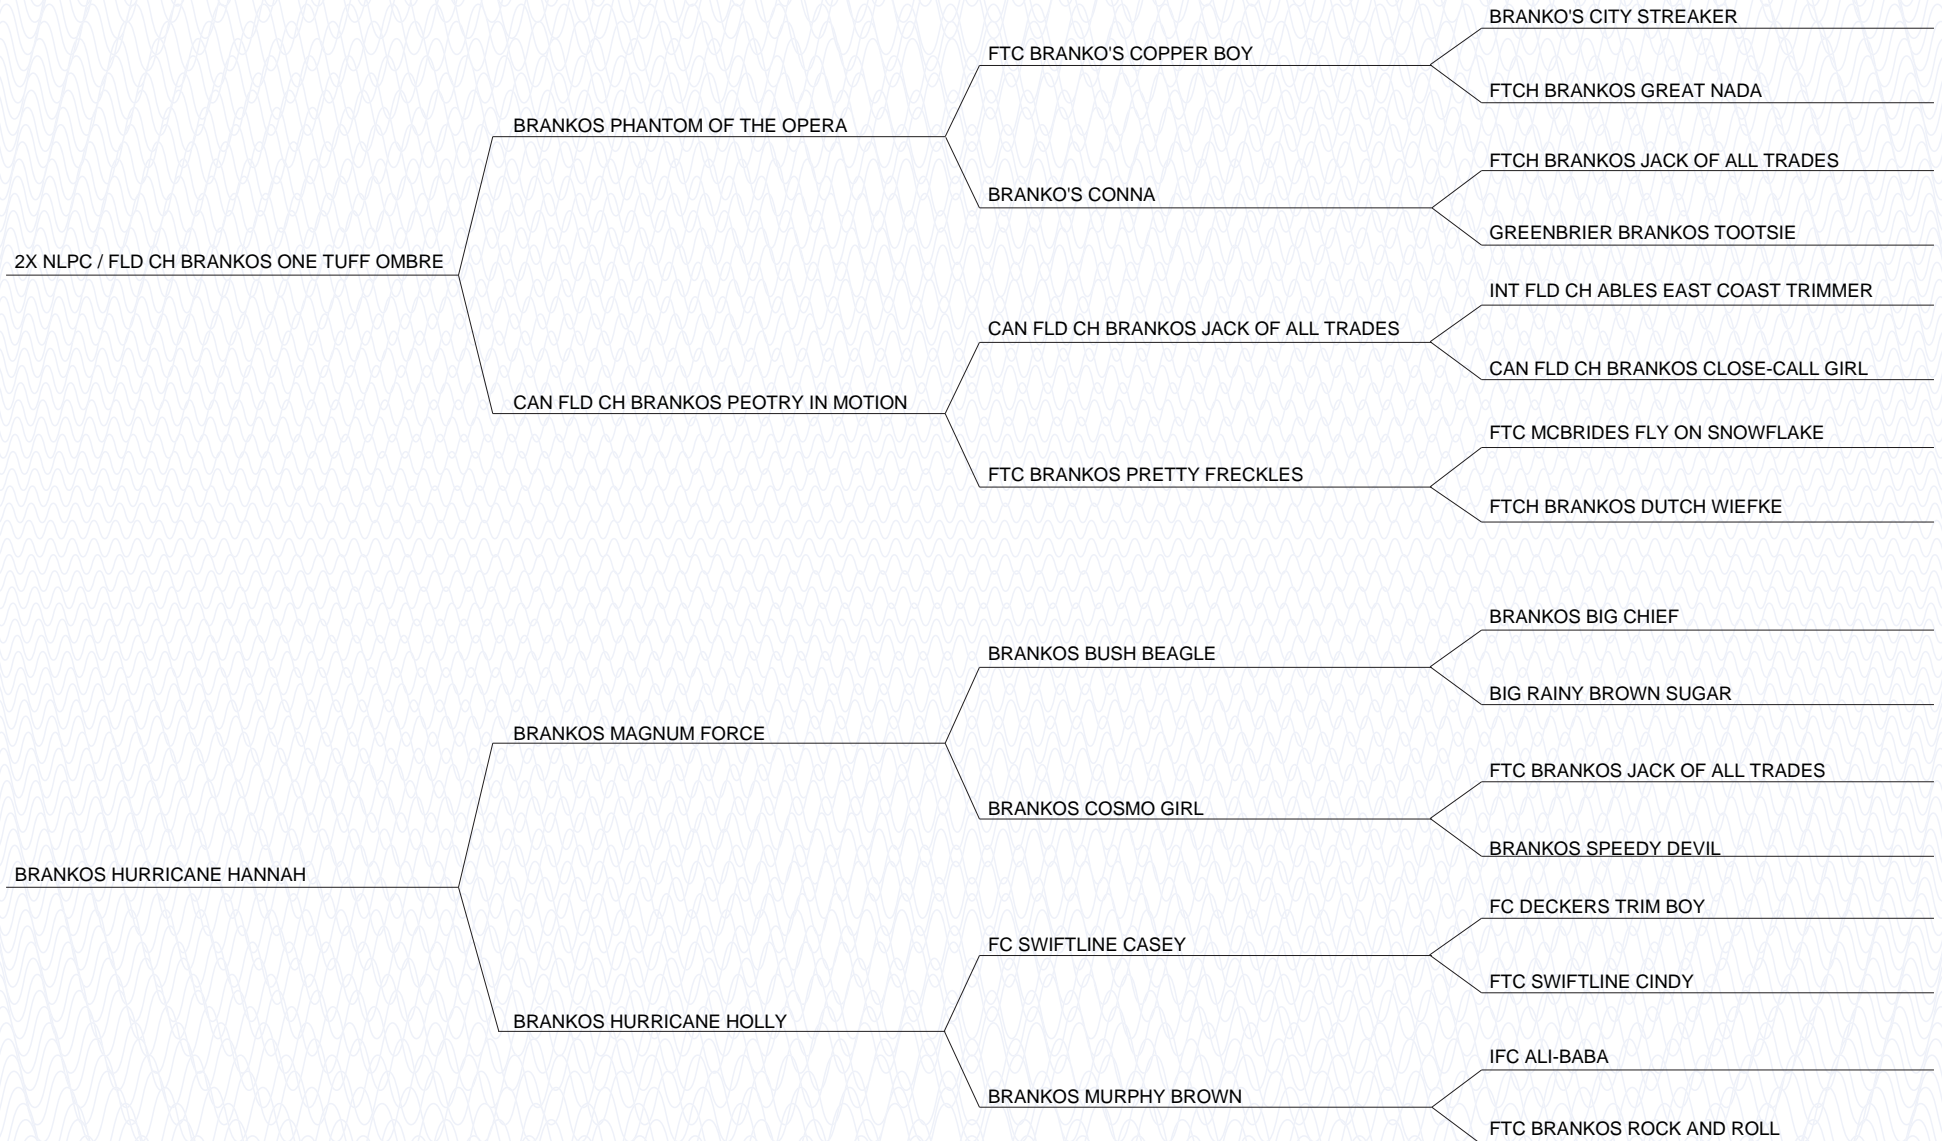 BRANKO'S CITY STREAKER
FTC BRANKO'S COPPER BOY
FTCH BRANKOS GREAT NADA
BRANKOS PHANTOM OF THE OPERA
FTCH BRANKOS JACK OF ALL TRADES
BRANKO'S CONNA
GREENBRIER BRANKOS TOOTSIE
2X NLPC / FLD CH BRANKOS ONE TUFF OMBRE
INT FLD CH ABLES EAST COAST TRIMMER
CAN FLD CH BRANKOS JACK OF ALL TRADES
CAN FLD CH BRANKOS CLOSE-CALL GIRL
CAN FLD CH BRANKOS PEOTRY IN MOTION
FTC MCBRIDES FLY ON SNOWFLAKE
FTC BRANKOS PRETTY FRECKLES
FTCH BRANKOS DUTCH WIEFKE
BRANKOS BIG CHIEF
BRANKOS BUSH BEAGLE
BIG RAINY BROWN SUGAR
BRANKOS MAGNUM FORCE
FTC BRANKOS JACK OF ALL TRADES
BRANKOS COSMO GIRL
BRANKOS SPEEDY DEVIL
BRANKOS HURRICANE HANNAH
FC DECKERS TRIM BOY
FC SWIFTLINE CASEY
FTC SWIFTLINE CINDY
BRANKOS HURRICANE HOLLY
IFC ALI-BABA
BRANKOS MURPHY BROWN
FTC BRANKOS ROCK AND ROLL